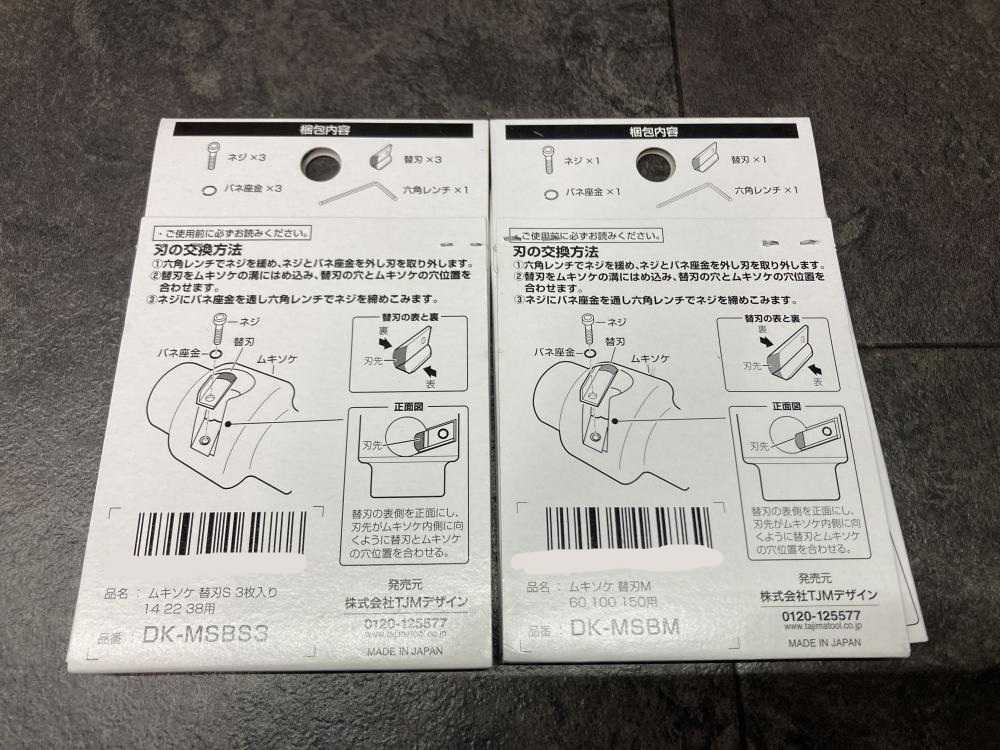 梱包内容
ネジ ×3
替刃 ×3
バネ座金 ×3
六角レンチ ×1
・ご使用前に必ずお読みください。
刃の交換方法
①六角レンチでネジを緩め、ネジとバネ座金を外し刃を取り外します。
②替刃をムキソケの溝にはめ込み、替刃の穴とムキソケの穴位置を
合わせます。
③ネジにバネ座金を通し六角レンチでネジを締めこみます。
ネジ
替刃
バネ座金
ムキソケ
替刃の表と裏
裏
刃先
表
正面図
刃先
替刃の表側を正面にし、
刃先がムキソケ内側に向
くように替刃とムキソケ
の穴位置を合わせる。
品名 : ムキソケ 替刃S 3枚入り
14 22 38用
品番 : DK-MSBS3
発売元
株式会社TJMデザイン
0120-125577
www.tajimatool.co.jp
MADE IN JAPAN
梱包内容
ネジ ×1
替刃 ×1
バネ座金 ×1
六角レンチ ×1
・ご使用前に必ずお読みください。
刃の交換方法
①六角レンチでネジを緩め、ネジとバネ座金を外し刃を取り外します。
②替刃をムキソケの溝にはめ込み、替刃の穴とムキソケの穴位置を
合わせます。
③ネジにバネ座金を通し六角レンチでネジを締めこみます。
ネジ
替刃
バネ座金
ムキソケ
替刃の表と裏
裏
刃先
表
正面図
刃先
替刃の表側を正面にし、
刃先がムキソケ内側に向
くように替刃とムキソケ
の穴位置を合わせる。
品名 : ムキソケ 替刃M
60 100 150用
品番 : DK-MSBM
発売元
株式会社TJMデザイン
0120-125577
www.tajimatool.co.jp
MADE IN JAPAN